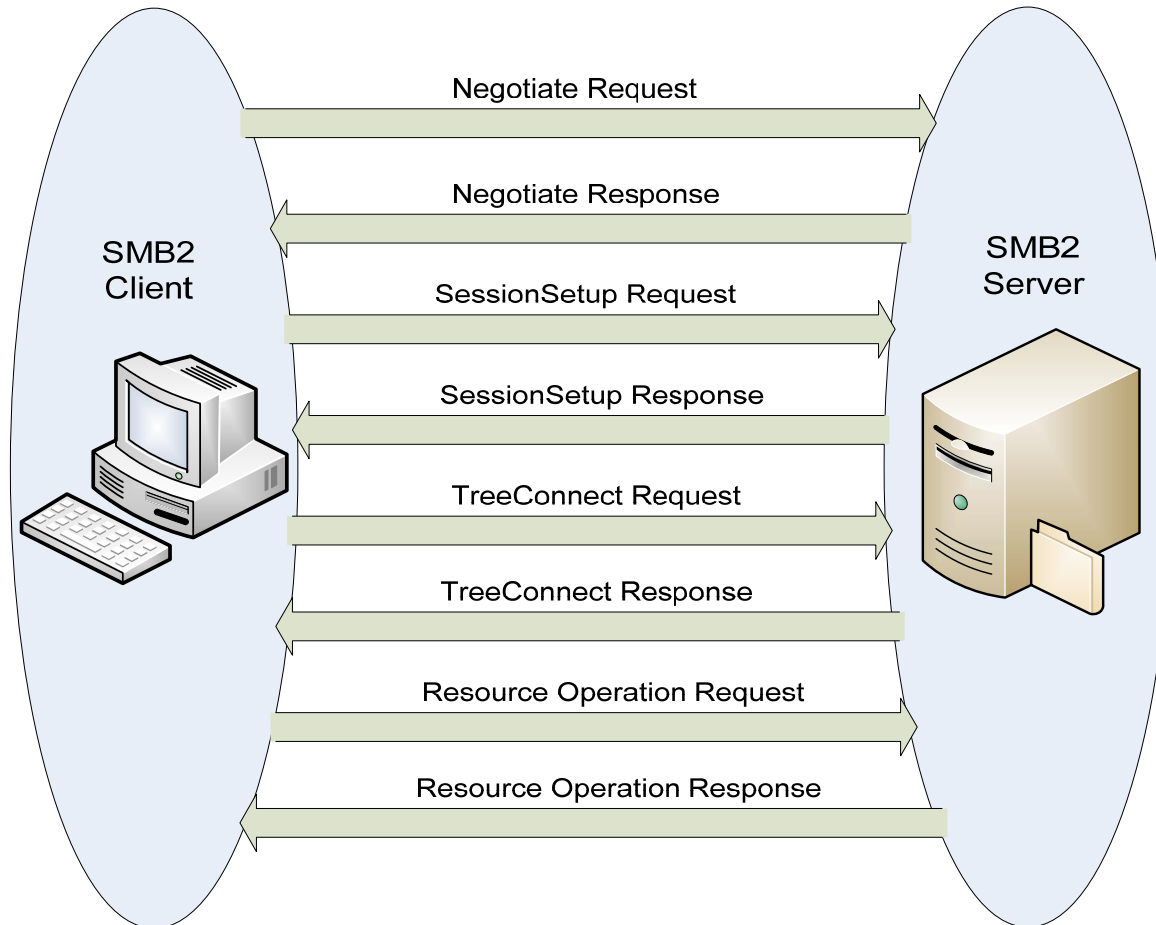 Negotiate Request
Negotiate Response
SMB2
Client
SMB2
Server
SessionSetup Request
SessionSetup Response
TreeConnect Request
TreeConnect Response
Resource Operation Request
Resource Operation Response